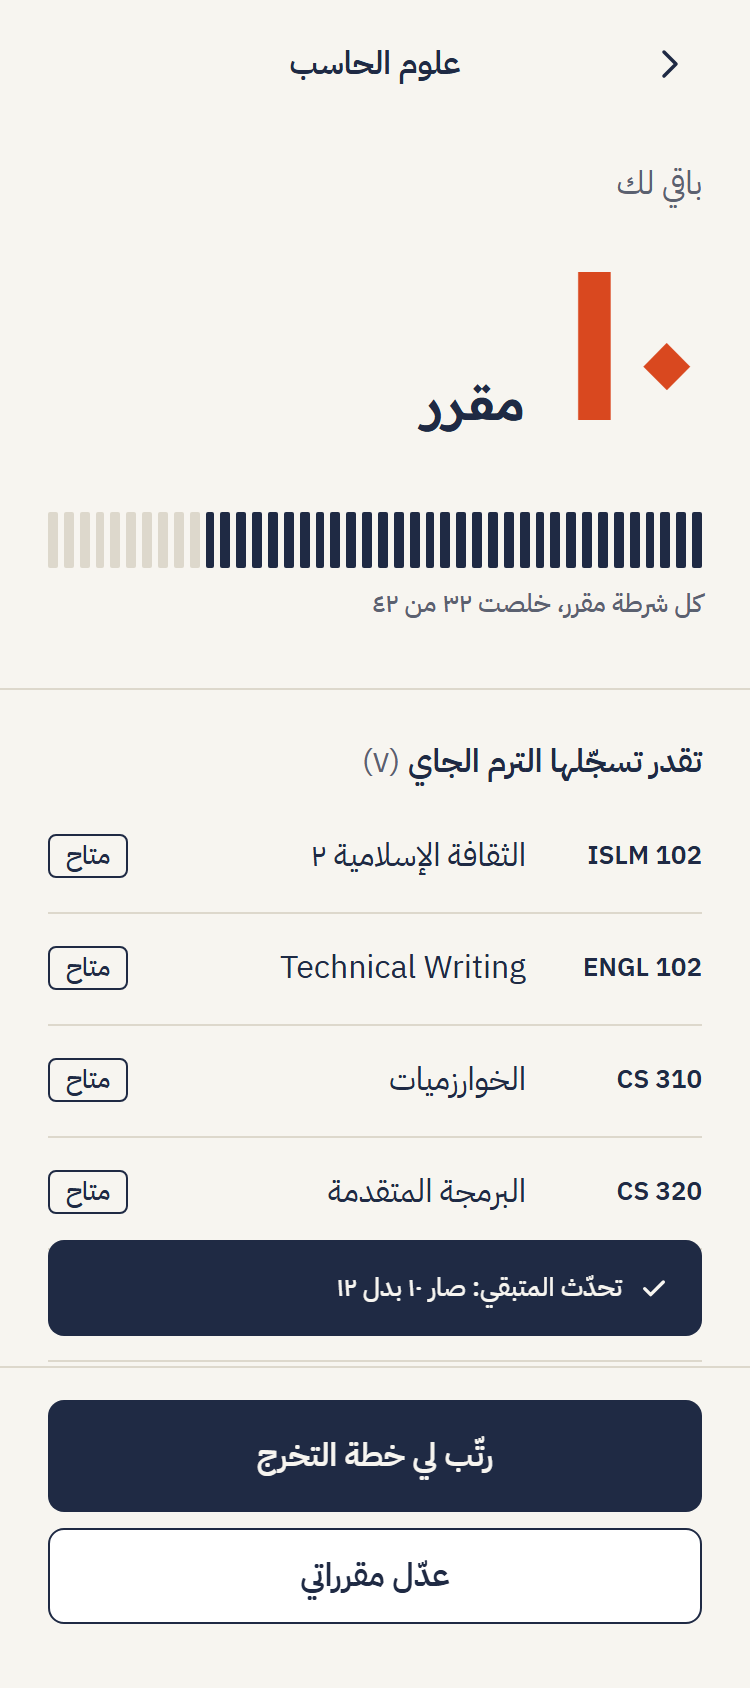 علوم الحاسب
باقي لك
١٠ مقرر
كل شرطة مقرر، خلصت ٣٢ من ٤٢
تقدر تسجّلها الترم الجاي (٧)
ISLM 102 الثقافة الإسلامية ٢ متاح
ENGL 102 Technical Writing متاح
CS 310 الخوارزميات متاح
CS 320 البرمجة المتقدمة متاح
تحدّث المتبقي: صار ١٠ بدل ١٢
رتّب لي خطة التخرج
عدّل مقرراتي